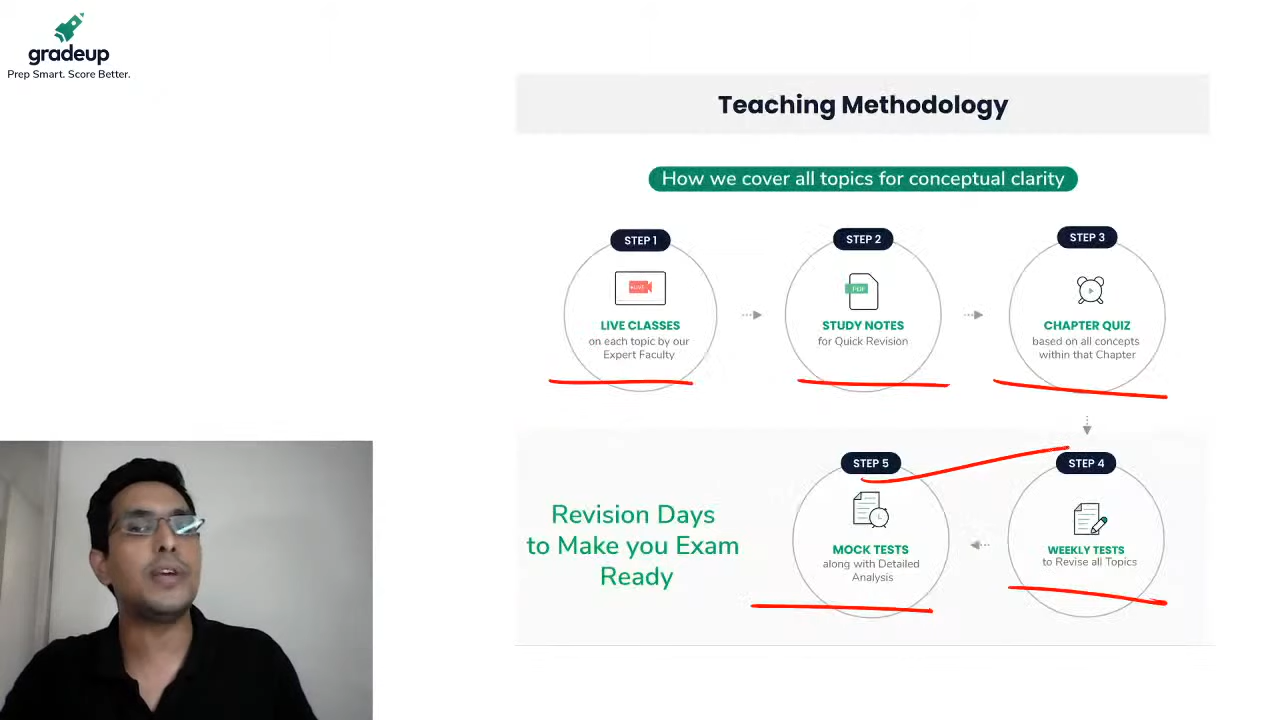 gradeup
Prep Smart. Score Better.
Teaching Methodology
How we cover all topics for conceptual clarity
STEP 1
LIVE
LIVE CLASSES
on each topic by our
Expert Faculty
STEP 2
PDF
STUDY NOTES
for Quick Revision
STEP 3
CHAPTER QUIZ
based on all concepts
within that Chapter
STEP 4
WEEKLY TESTS
to Revise all Topics
STEP 5
MOCK TESTS
along with Detailed
Analysis
Revision Days
to Make you Exam
Ready